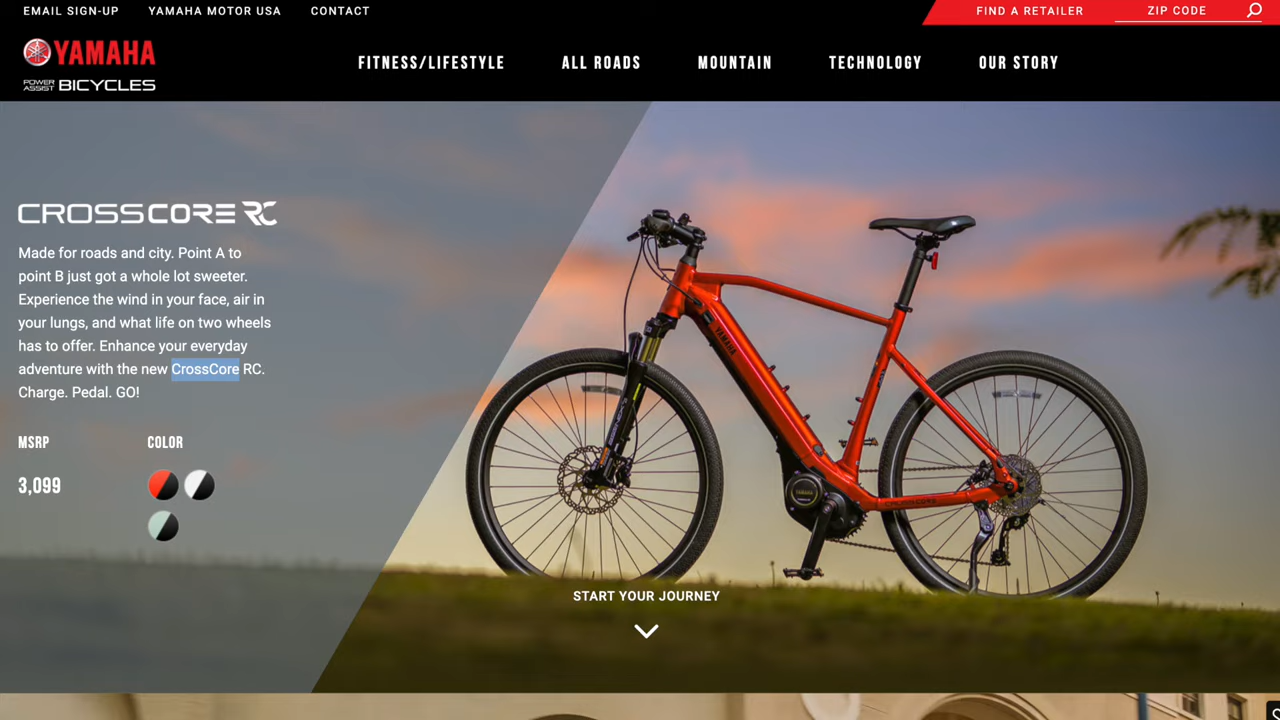 EMAIL SIGN-UP
YAMAHA MOTOR USA
CONTACT
FIND A RETAILER
ZIP CODE
YAMAHA
POWER ASSIST BICYCLES
FITNESS/LIFESTYLE
ALL ROADS
MOUNTAIN
TECHNOLOGY
OUR STORY
CROSSCORE RC
Made for roads and city. Point A to
point B just got a whole lot sweeter.
Experience the wind in your face, air in
your lungs, and what life on two wheels
has to offer. Enhance your everyday
adventure with the new CrossCore RC.
Charge. Pedal. GO!
MSRP
COLOR
3,099
YAMAHA
YAMAHA
CROSSCORE
START YOUR JOURNEY